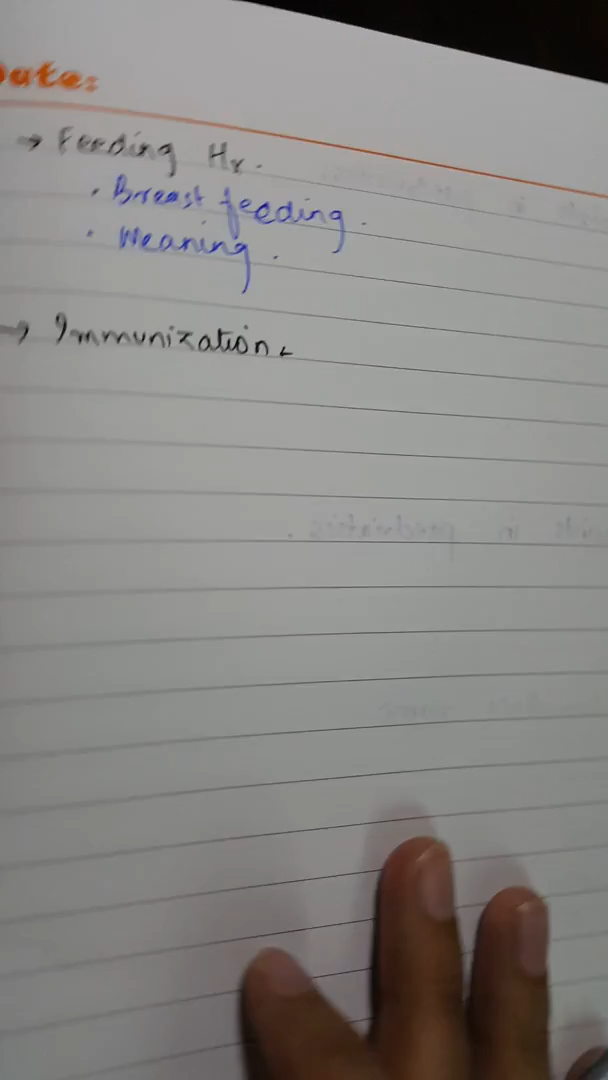 Date:
→ Feeding Hx.
· Breast feeding.
· Weaning.
→ Immunization